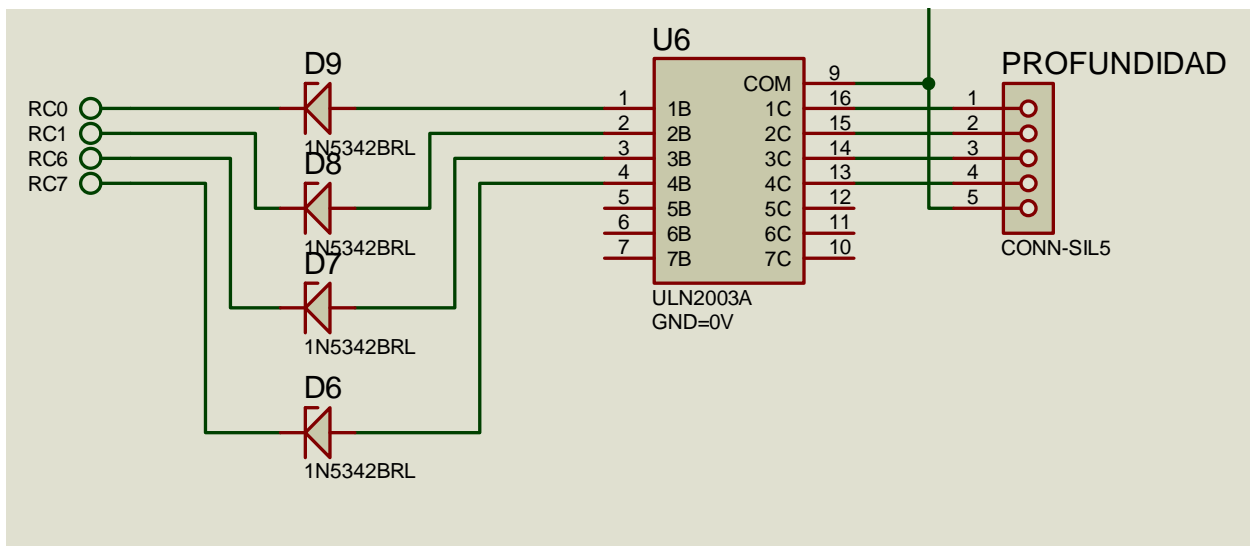 U6
D9
PROFUNDIDAD
COM 9
RC0
1 1B 1C 16 1
RC1
2 2B 2C 15 2
1N5342BRL
RC6
3 3B 3C 14 3
D8
RC7
4 4B 4C 13 4
5 5B 5C 12 5
6 6B 6C 11
7 7B 7C 10
1N5342BRL
CONN-SIL5
D7
ULN2003A
GND=0V
1N5342BRL
D6
1N5342BRL